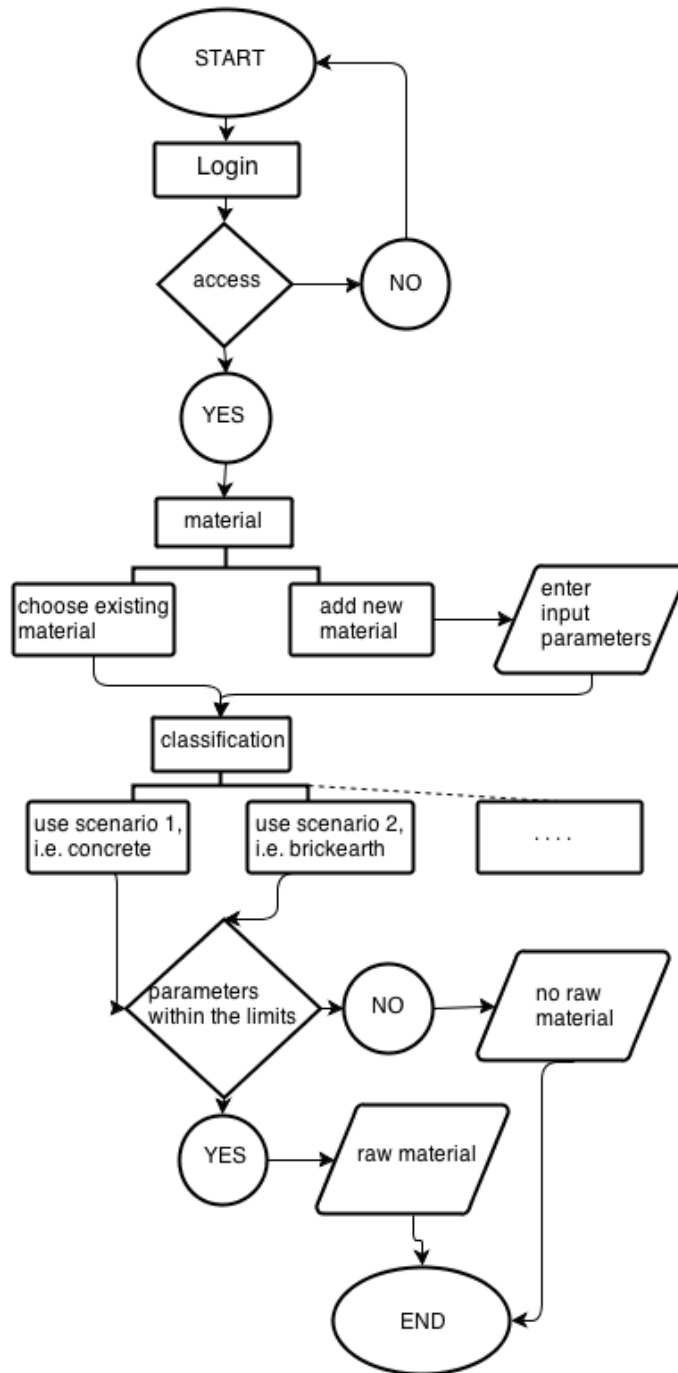 START
Login
access
NO
YES
material
choose existing
material
add new
material
enter
input
parameters
classification
use scenario 1,
i.e. concrete
use scenario 2,
i.e. brickearth
. . . .
parameters
within the limits
NO
no raw
material
YES
raw material
END